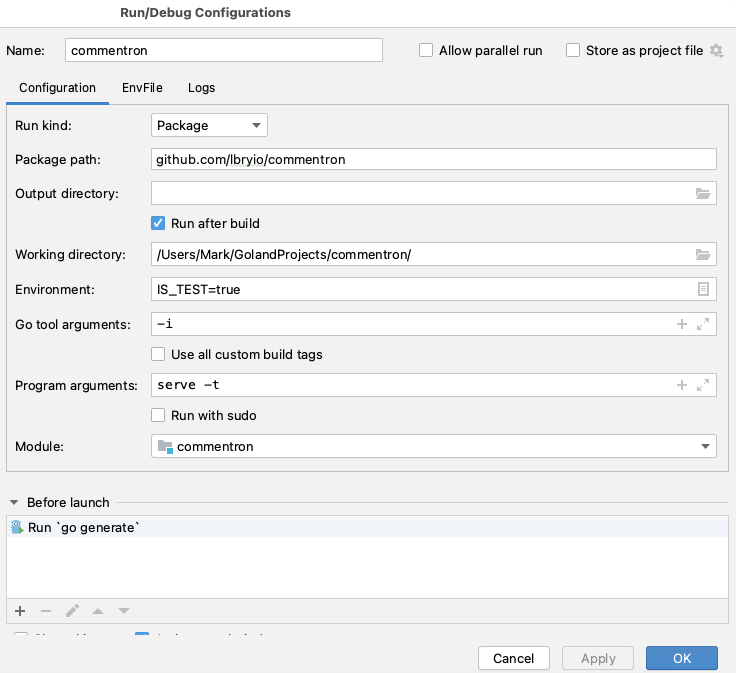 Run/Debug Configurations
Name: commentron Allow parallel run Store as project file
Configuration EnvFile Logs
Run kind: Package
Package path: github.com/lbryio/commentron
Output directory:
Run after build
Working directory: /Users/Mark/GolandProjects/commentron/
Environment: IS_TEST=true
Go tool arguments: -i
Use all custom build tags
Program arguments: serve -t
Run with sudo
Module: commentron
Before launch
Run `go generate`
Cancel Apply OK